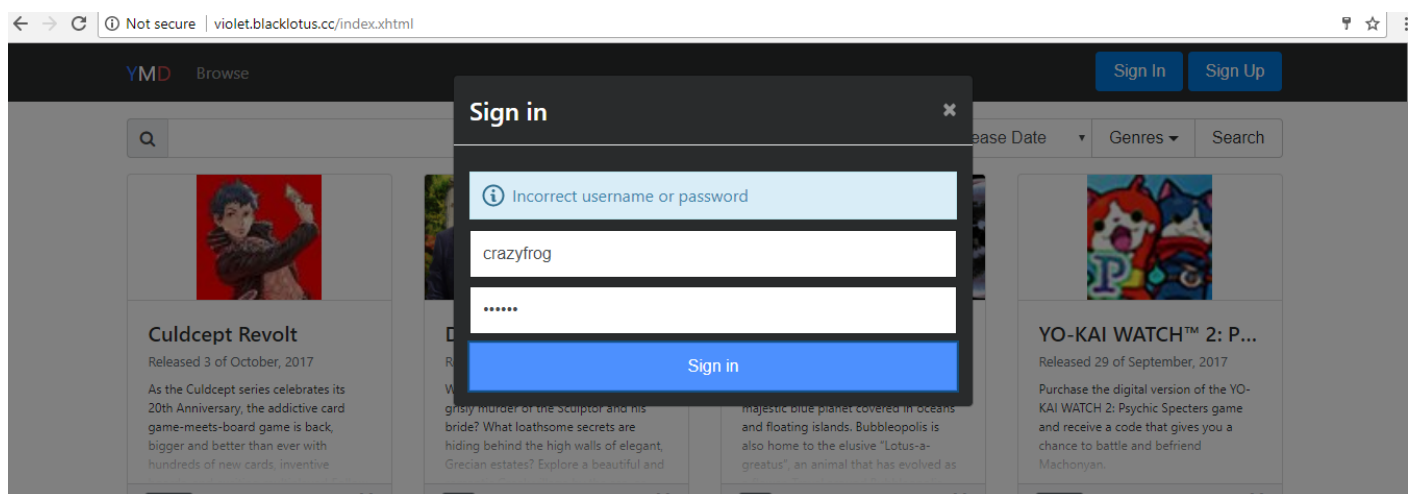 Not secure violet.blacklotus.cc/index.xhtml
YMD Browse Sign In Sign Up
Sign in ×
ease Date Genres Search
Incorrect username or password
crazyfrog
••••••
Sign in
Culdcept Revolt
Released 3 of October, 2017
As the Culdcept series celebrates its
20th Anniversary, the addictive card
game-meets-board game is back,
bigger and better than ever with
hundreds of new cards, inventive
grisly murder of the Sculptor and his
bride? What loathsome secrets are
hiding behind the high walls of elegant,
Grecian estates? Explore a beautiful and
majestic blue planet covered in oceans
and floating islands. Bubbleopolis is
also home to the elusive "Lotus-a-
greatus", an animal that has evolved as
YO-KAI WATCH™ 2: P...
Released 29 of September, 2017
Purchase the digital version of the YO-
KAI WATCH 2: Psychic Specters game
and receive a code that gives you a
chance to battle and befriend
Machonyan.